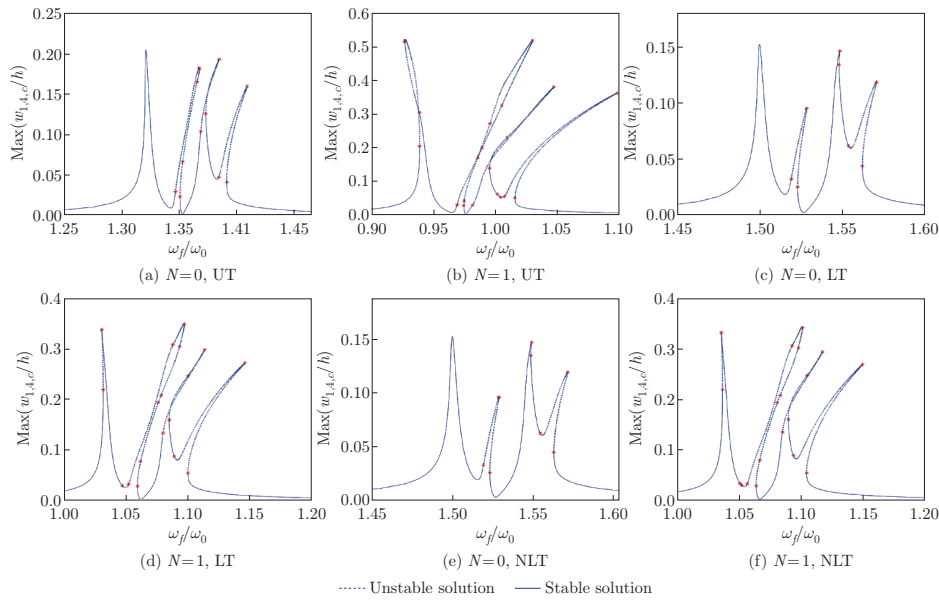 0.25
0.20
0.15
0.10
0.05
0.00
Max(w1,4,c/h)
1.25 1.30 1.35 1.41 1.45
ωf/ω0
(a) N=0, UT
0.6
0.5
0.4
0.3
0.2
0.1
0.0
Max(w1,4,c/h)
0.90 0.95 1.00 1.05 1.10
ωf/ω0
(b) N=1, UT
0.15
0.10
0.05
0.00
Max(w1,4,c/h)
1.45 1.50 1.55 1.60
ωf/ω0
(c) N=0, LT
0.4
0.3
0.2
0.1
0.0
Max(w1,4,c/h)
1.00 1.05 1.10 1.15 1.20
ωf/ω0
(d) N=1, LT
0.15
0.10
0.05
0.00
Max(w1,4,c/h)
1.45 1.50 1.55 1.60
ωf/ω0
(e) N=0, NLT
0.4
0.3
0.2
0.1
0.0
Max(w1,4,c/h)
1.00 1.05 1.10 1.15 1.20
ωf/ω0
(f) N=1, NLT
Unstable solution Stable solution